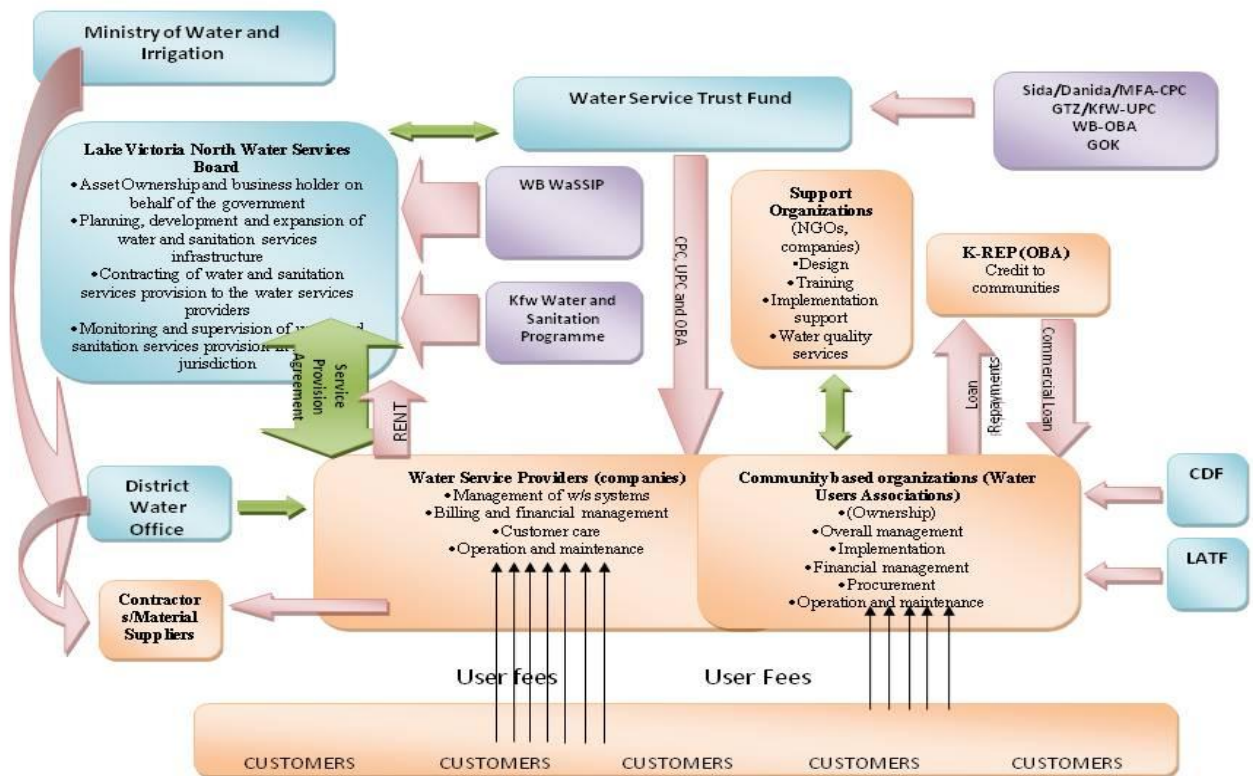 Ministry of Water and
Irrigation
Water Service Trust Fund
Sida/Danida/MFA-CPC
GTZ/KfW-UPC
WB-OBA
GOK
Lake Victoria North Water Services
Board
•Asset Ownership and business holder on
behalf of the government
•Planning, development and expansion of
water and sanitation services
infrastructure
•Contracting of water and sanitation
services provision to the water services
providers
•Monitoring and supervision of
sanitation services provision
jurisdiction
WB WaSSIP
Kfw Water and
Sanitation
Programme
CPC, UPC and OBA
Support
Organizations
(NGOs,
companies)
•Design
•Training
•Implementation
support
•Water quality
services
K-REP (OBA)
Credit to
communities
Service
Provision
Agreement
RENT
Loan
Repayments
Commercial Loan
District
Water
Office
Water Service Providers (companies)
•Management of w/s systems
•Billing and financial management
•Customer care
•Operation and maintenance
Community based organizations (Water
Users Associations)
•(Ownership)
•Overall management
•Implementation
•Financial management
•Procurement
•Operation and maintenance
CDF
LATF
Contractor
s/Material
Suppliers
User fees
User Fees
CUSTOMERS CUSTOMERS CUSTOMERS CUSTOMERS CUSTOMERS